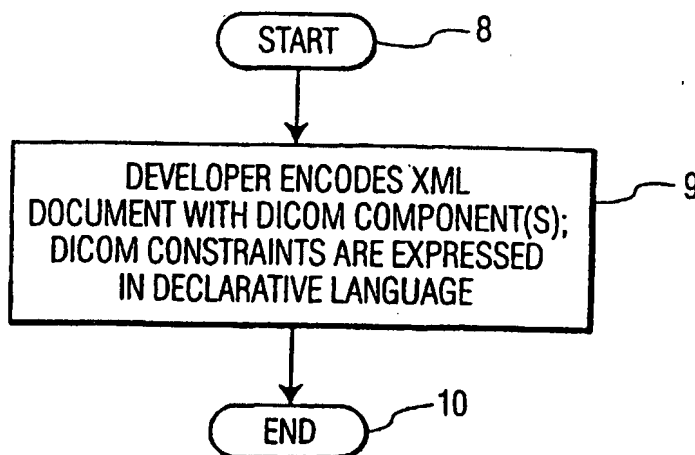 START
8
DEVELOPER ENCODES XML
DOCUMENT WITH DICOM COMPONENT(S);
DICOM CONSTRAINTS ARE EXPRESSED
IN DECLARATIVE LANGUAGE
9
END
10